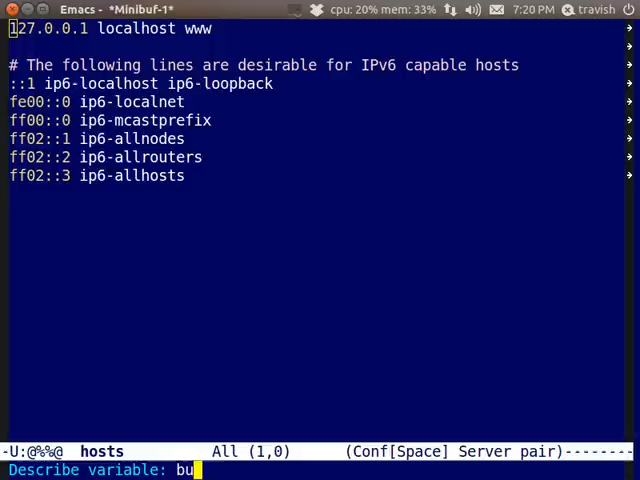 Emacs - *Minibuf-1* cpu: 20% mem: 33% 7:20 PM travish
127.0.0.1 localhost www
# The following lines are desirable for IPv6 capable hosts
::1 ip6-localhost ip6-loopback
fe00::0 ip6-localnet
ff00::0 ip6-mcastprefix
ff02::1 ip6-allnodes
ff02::2 ip6-allrouters
ff02::3 ip6-allhosts
-U:@%%@ hosts All (1,0) (Conf[Space] Server pair)--------
Describe variable: bu